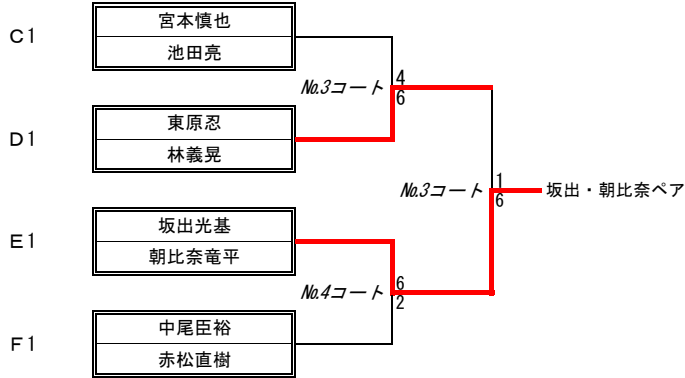 C1
宮本慎也
池田亮
No.3コート
4
6
D1
東原忍
林義晃
No.3コート
1
6
坂出・朝比奈ペア
E1
坂出光基
朝比奈竜平
No.4コート
6
2
F1
中尾臣裕
赤松直樹